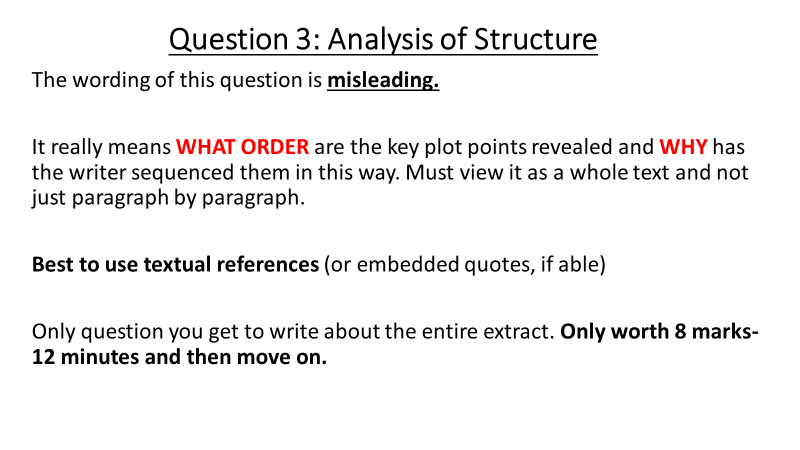 Question 3: Analysis of Structure
The wording of this question is misleading.
It really means WHAT ORDER are the key plot points revealed and WHY has
the writer sequenced them in this way. Must view it as a whole text and not
just paragraph by paragraph.
Best to use textual references (or embedded quotes, if able)
Only question you get to write about the entire extract. Only worth 8 marks-
12 minutes and then move on.